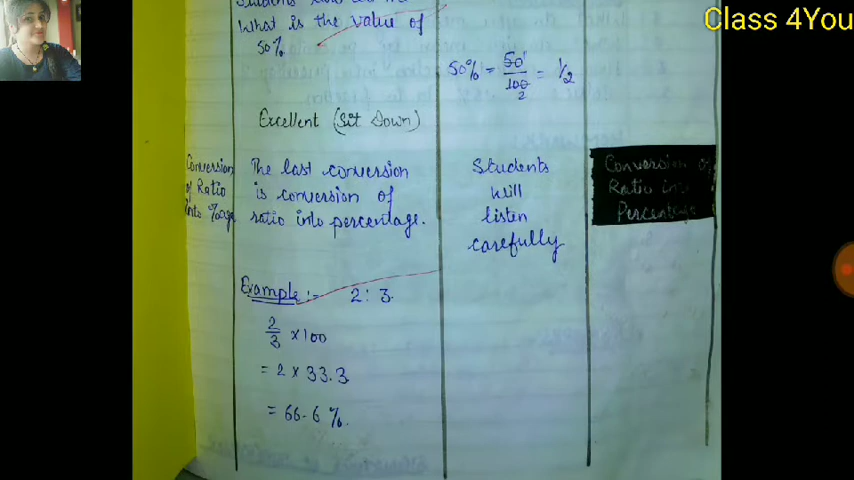 Class 4You
What is the value of
50%
50% = 50/100 = 1/2
Excellent (Sit Down)
Conversion
of Ratio
into %age
The last conversion
is conversion of
ratio into percentage.
Students
will
listen
carefully
Conversion of
Ratio into
Percentage
Example :- 2 : 3.
2/3 × 100
= 2 × 33.3
= 66.6 %.